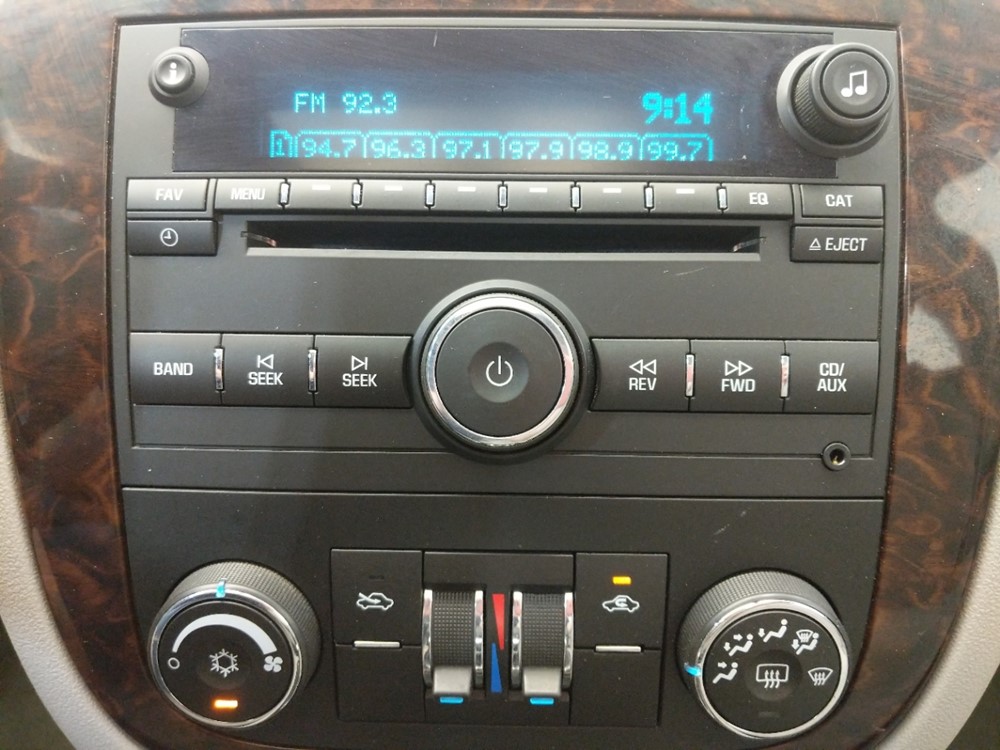 i
FM 92.3 9:14
1 94.7 96.3 97.1 97.9 98.9 99.7
FAV MENU EQ CAT
EJECT
BAND SEEK SEEK REV FWD CD/
AUX